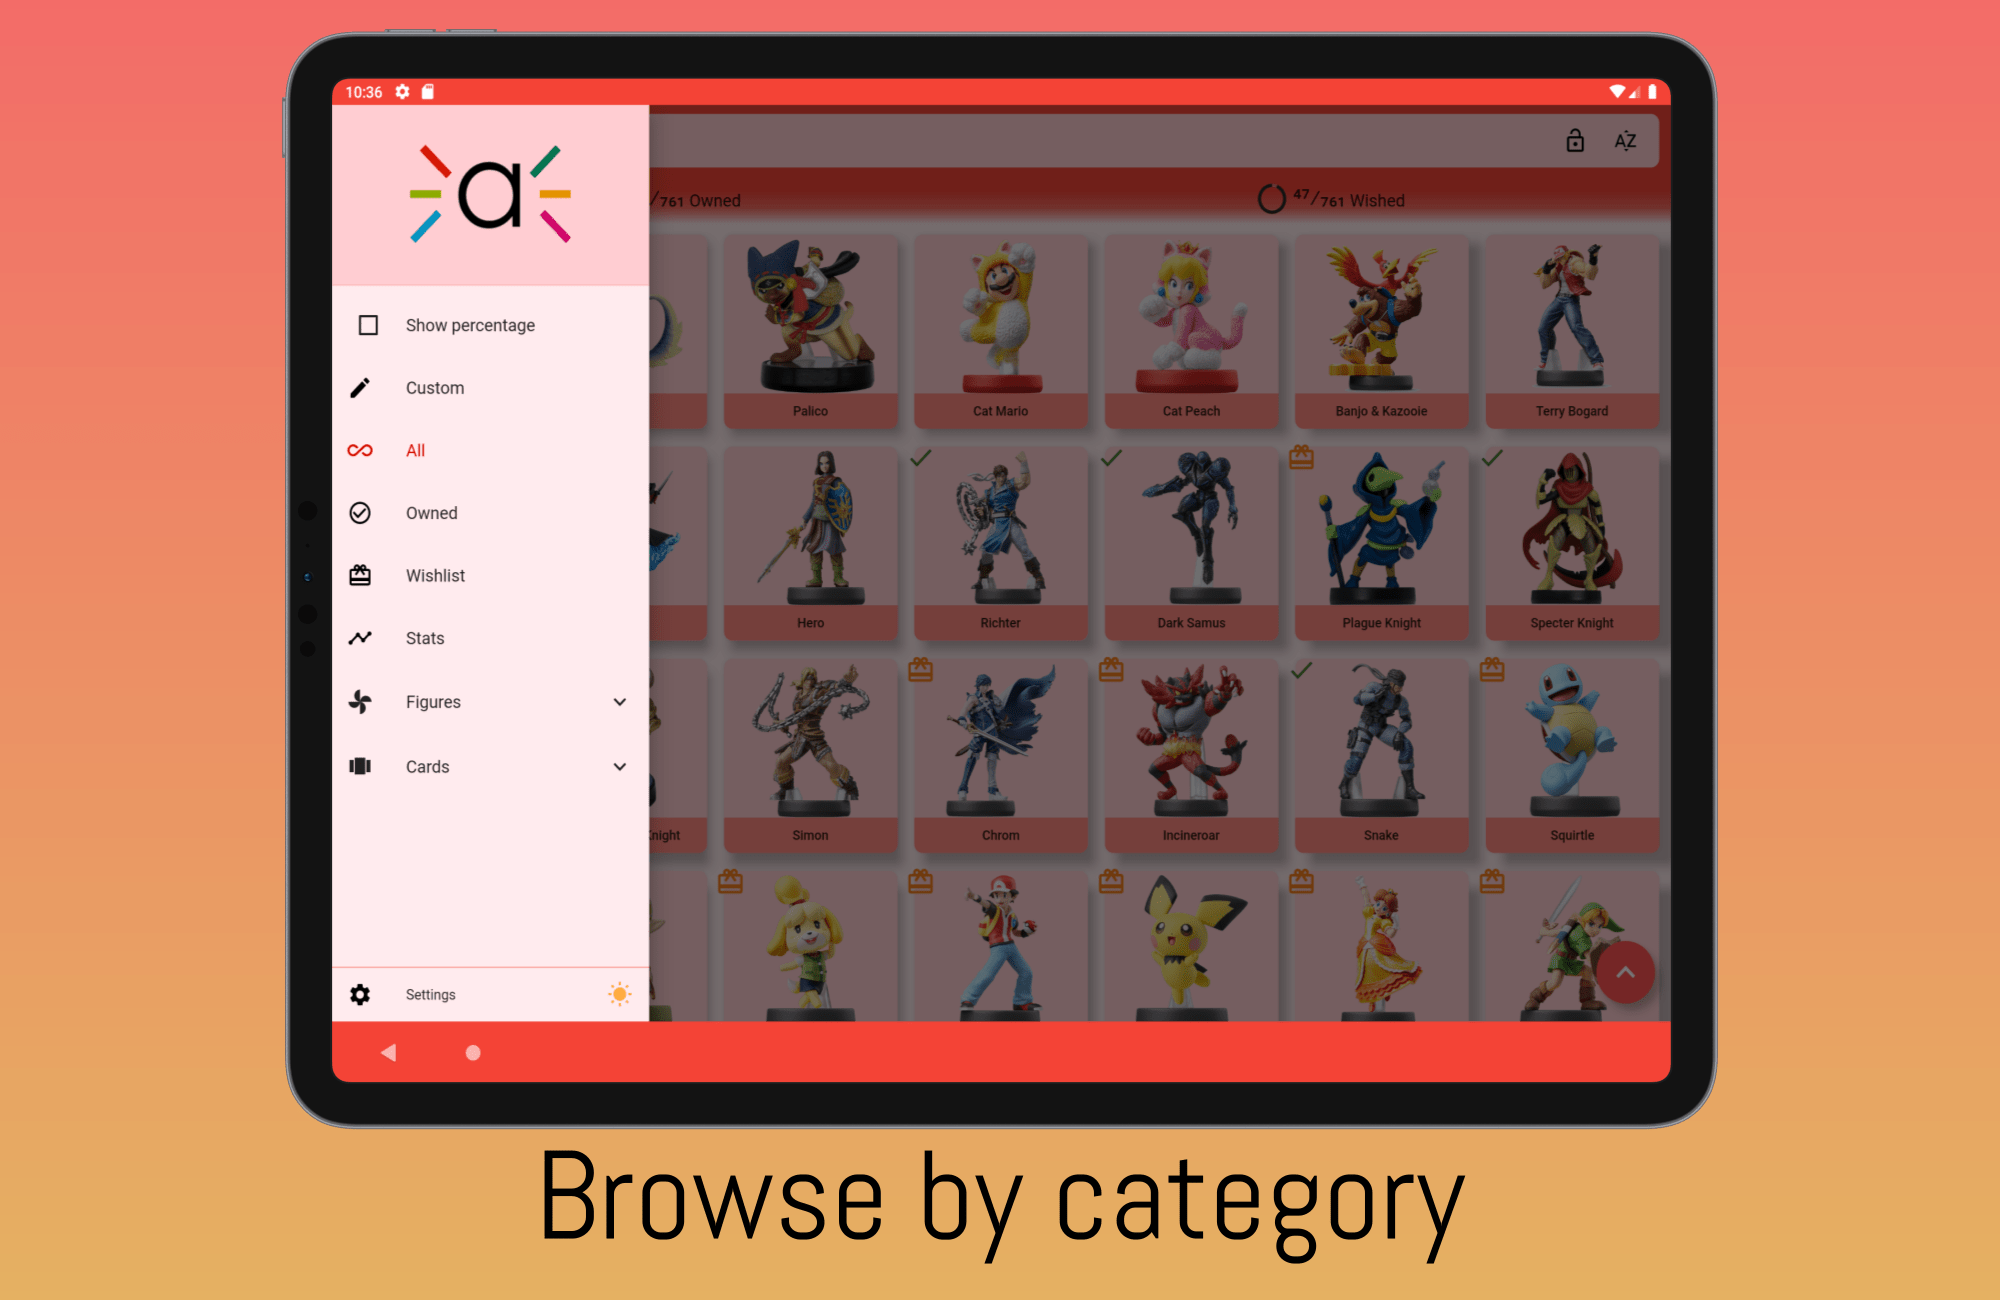 10:36
a
AZ
/761 Owned
47/761 Wished
Show percentage
Custom
All
Owned
Wishlist
Stats
Figures
Cards
Settings
Palico
Cat Mario
Cat Peach
Banjo & Kazooie
Terry Bogard
Hero
Richter
Dark Samus
Plague Knight
Specter Knight
Knight
Simon
Chrom
Incineroar
Snake
Squirtle
Browse by category